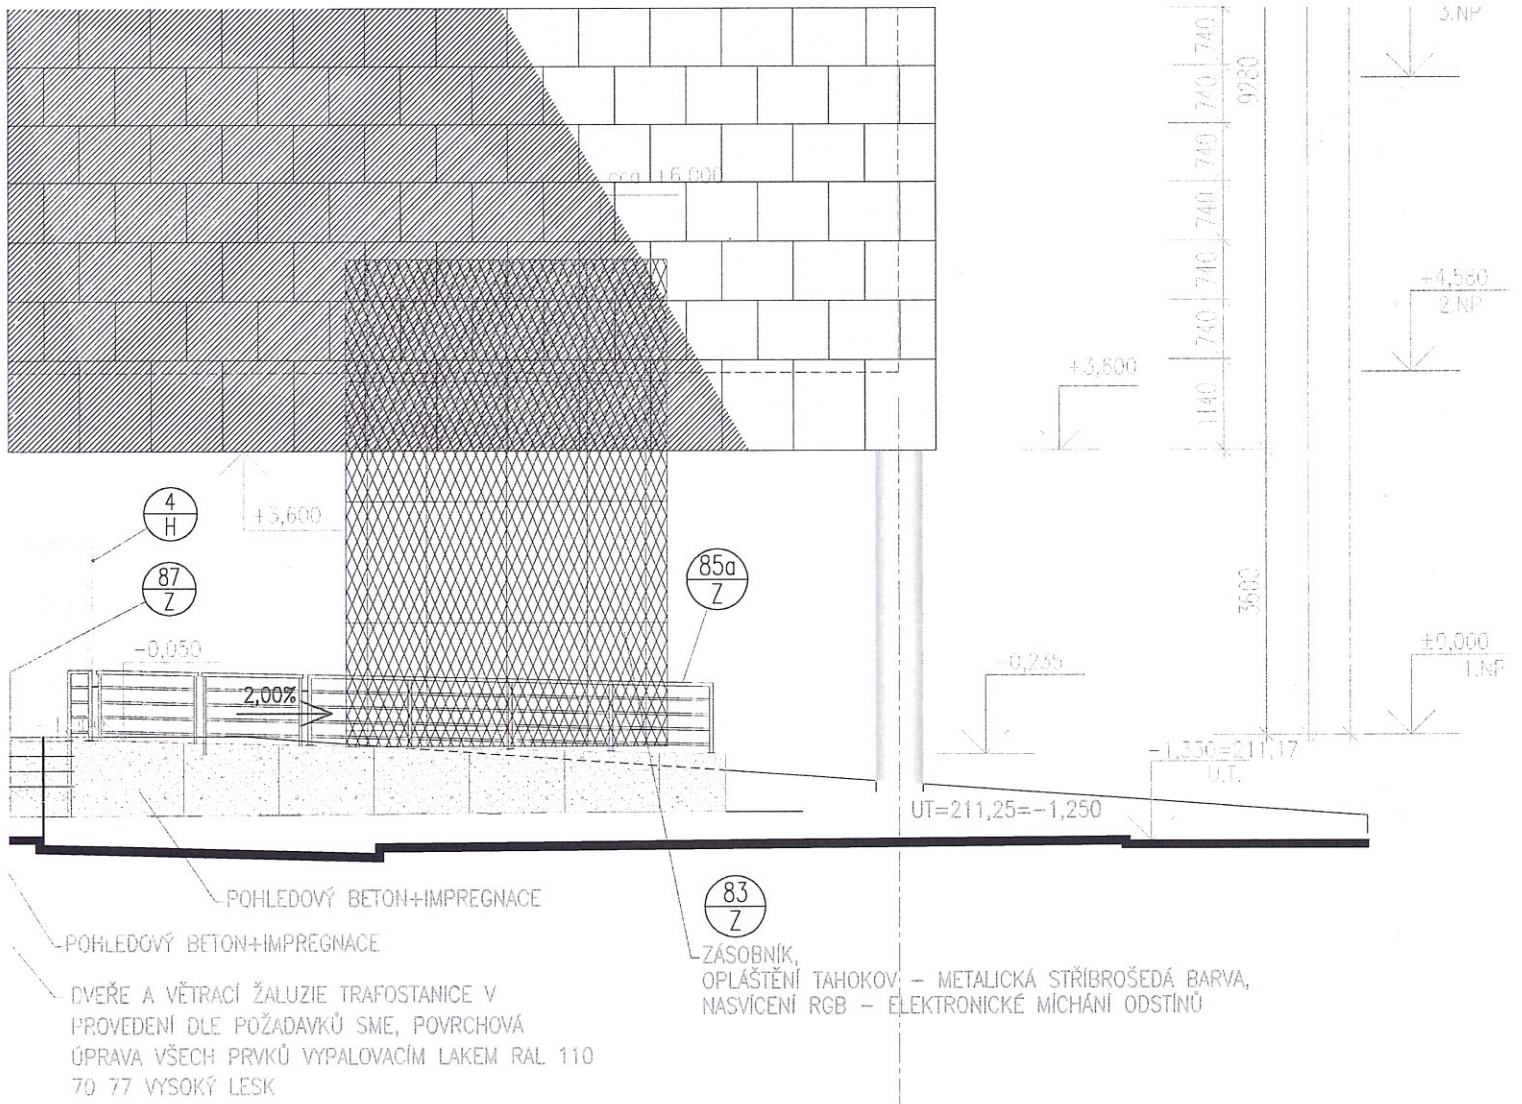 3.NP
740
740
9280
740
cca +6,000
740
740
+4,580
2.NP
740
+3,600
1140
4
H
+3,600
87
Z
85a
Z
3600
-0,050
-0,235
±0,000
1.NP
2,00%
-1,330=211,17
U.T.
UT=211,25=-1,250
POHLEDOVÝ BETON+IMPREGNACE
83
Z
POHLEDOVÝ BETON+IMPREGNACE
ZÁSOBNÍK,
OPLÁŠTĚNÍ TAHOKOV – METALICKÁ STŘÍBROŠEDÁ BARVA,
NASVÍCENÍ RGB – ELEKTRONICKÉ MÍCHÁNÍ ODSTÍNŮ
DVEŘE A VĚTRACÍ ŽALUZIE TRAFOSTANICE V
PROVEDENÍ DLE POŽADAVKŮ SME, POVRCHOVÁ
ÚPRAVA VŠECH PRVKŮ VYPALOVACÍM LAKEM RAL 110
70 77 VYSOKÝ LESK